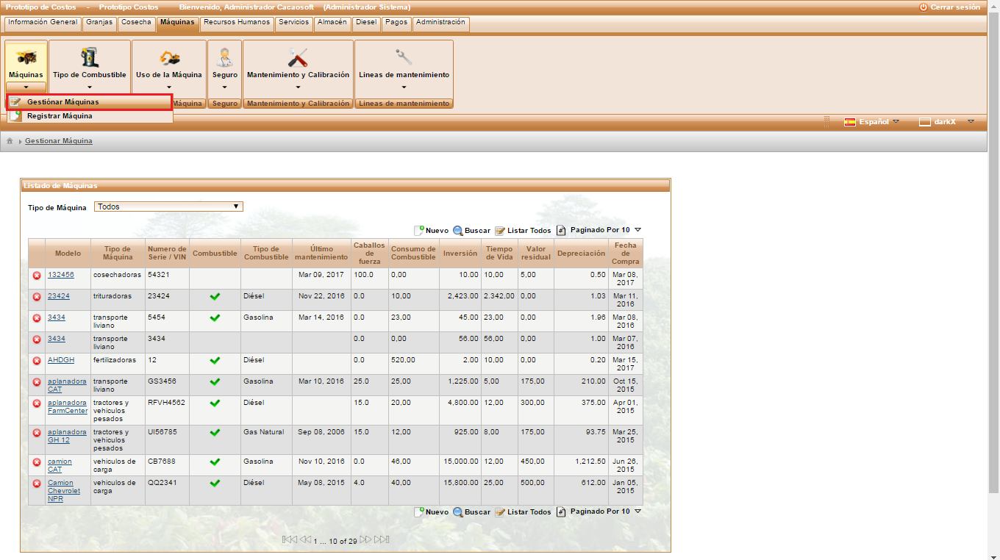 Prototipo de Costos - Prototipo Costos Bienvenido, Administrador Cacaosoft (Administrador Sistema) Cerrar sesión
Información General Granjas Cosecha Máquinas Recursos Humanos Servicios Almacén Diesel Pagos Administración
Máquinas Tipo de Combustible Uso de la Máquina Seguro Mantenimiento y Calibración Lineas de mantenimiento
Gestiónar Máquinas Máquina Seguro Mantenimiento y Calibración Lineas de mantenimiento
Registrar Máquina
Español darkX
Gestionar Máquina
Listado de Máquinas
Tipo de Máquina Todos
Nuevo Buscar Listar Todos Paginado Por 10
Modelo Tipo de Máquina Numero de Serie / VIN Combustible Tipo de Combustible Último mantenimiento Caballos de fuerza Consumo de Combustible Inversión Tiempo de Vida Valor residual Depreciación Fecha de Compra
132456 cosechadoras 54321 Mar 09, 2017 100.0 0,00 10.00 10,00 5,00 0.50 Mar 08, 2017
23424 trituradoras 23424 Diésel Nov 22, 2016 0.0 10,00 2,423.00 2.342,00 0,00 1.03 Mar 11, 2016
3434 transporte liviano 5454 Gasolina Mar 14, 2016 0.0 23,00 45.00 23,00 0,00 1.96 Mar 08, 2016
3434 transporte liviano 3434 0.0 0,00 56.00 56,00 0,00 1.00 Mar 07, 2016
AHDGH fertilizadoras 12 Diésel 0.0 520,00 2.00 10,00 0,00 0.20 Mar 15, 2017
aplanadora CAT transporte liviano GS3456 Gasolina Mar 10, 2016 25.0 25,00 1,225.00 5,00 175,00 210.00 Oct 15, 2015
aplanadora FarmCenter tractores y vehiculos pesados RFVH4562 Diésel 15.0 20,00 4,800.00 12,00 300,00 375.00 Apr 01, 2015
aplanadora GH 12 tractores y vehiculos pesados UI56785 Gas Natural Sep 08, 2006 15.0 12,00 925.00 8,00 175,00 93.75 Mar 25, 2015
camion CAT vehiculos de carga CB7688 Gasolina Nov 10, 2016 0.0 46,00 15,000.00 12,00 450,00 1,212.50 Jun 26, 2015
Camion Chevrolet NPR vehiculos de carga QQ2341 Diésel May 08, 2015 4.0 40,00 15,800.00 25,00 500,00 612.00 Jan 05, 2015
Nuevo Buscar Listar Todos Paginado Por 10
1 ... 10 of 29